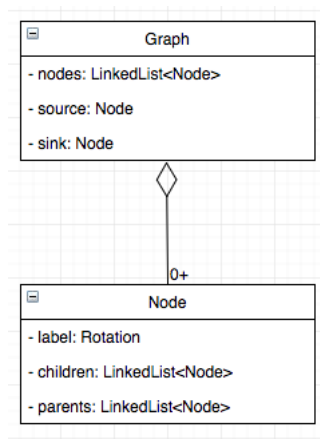 Graph
- nodes: LinkedList<Node>
- source: Node
- sink: Node
0+
Node
- label: Rotation
- children: LinkedList<Node>
- parents: LinkedList<Node>